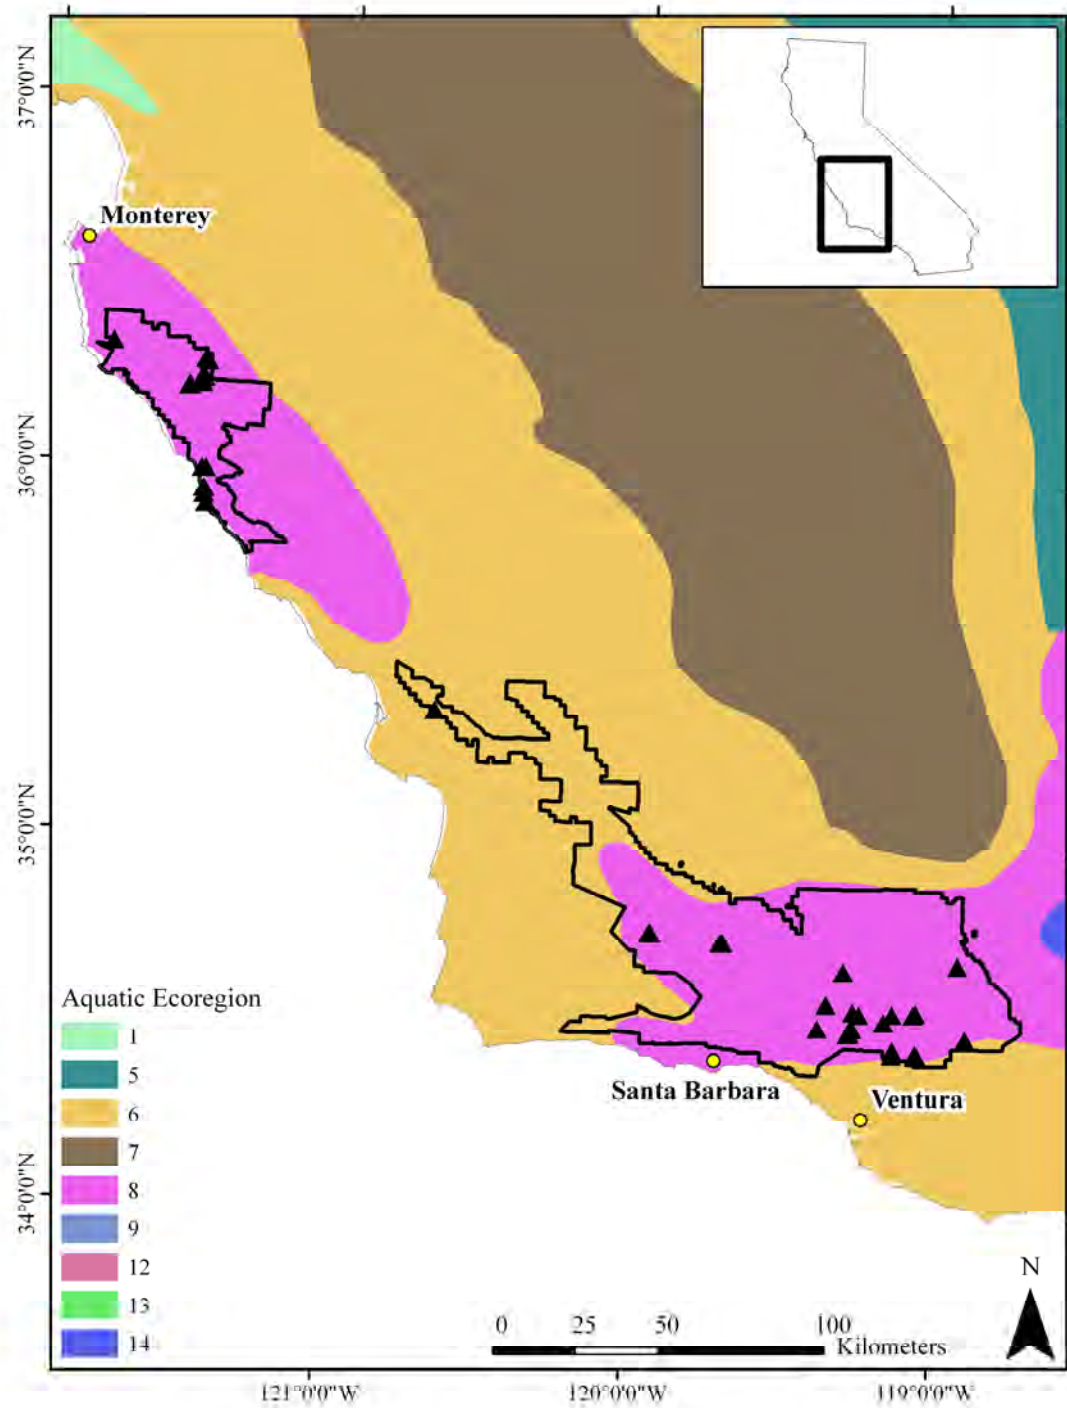 37°0'0"N
Monterey
36°0'0"N
35°0'0"N
Aquatic Ecoregion
1
5
6
7
8
9
12
13
14
Santa Barbara
Ventura
34°0'0"N
N
0 25 50 100
Kilometers
121°0'0"W 120°0'0"W 119°0'0"W